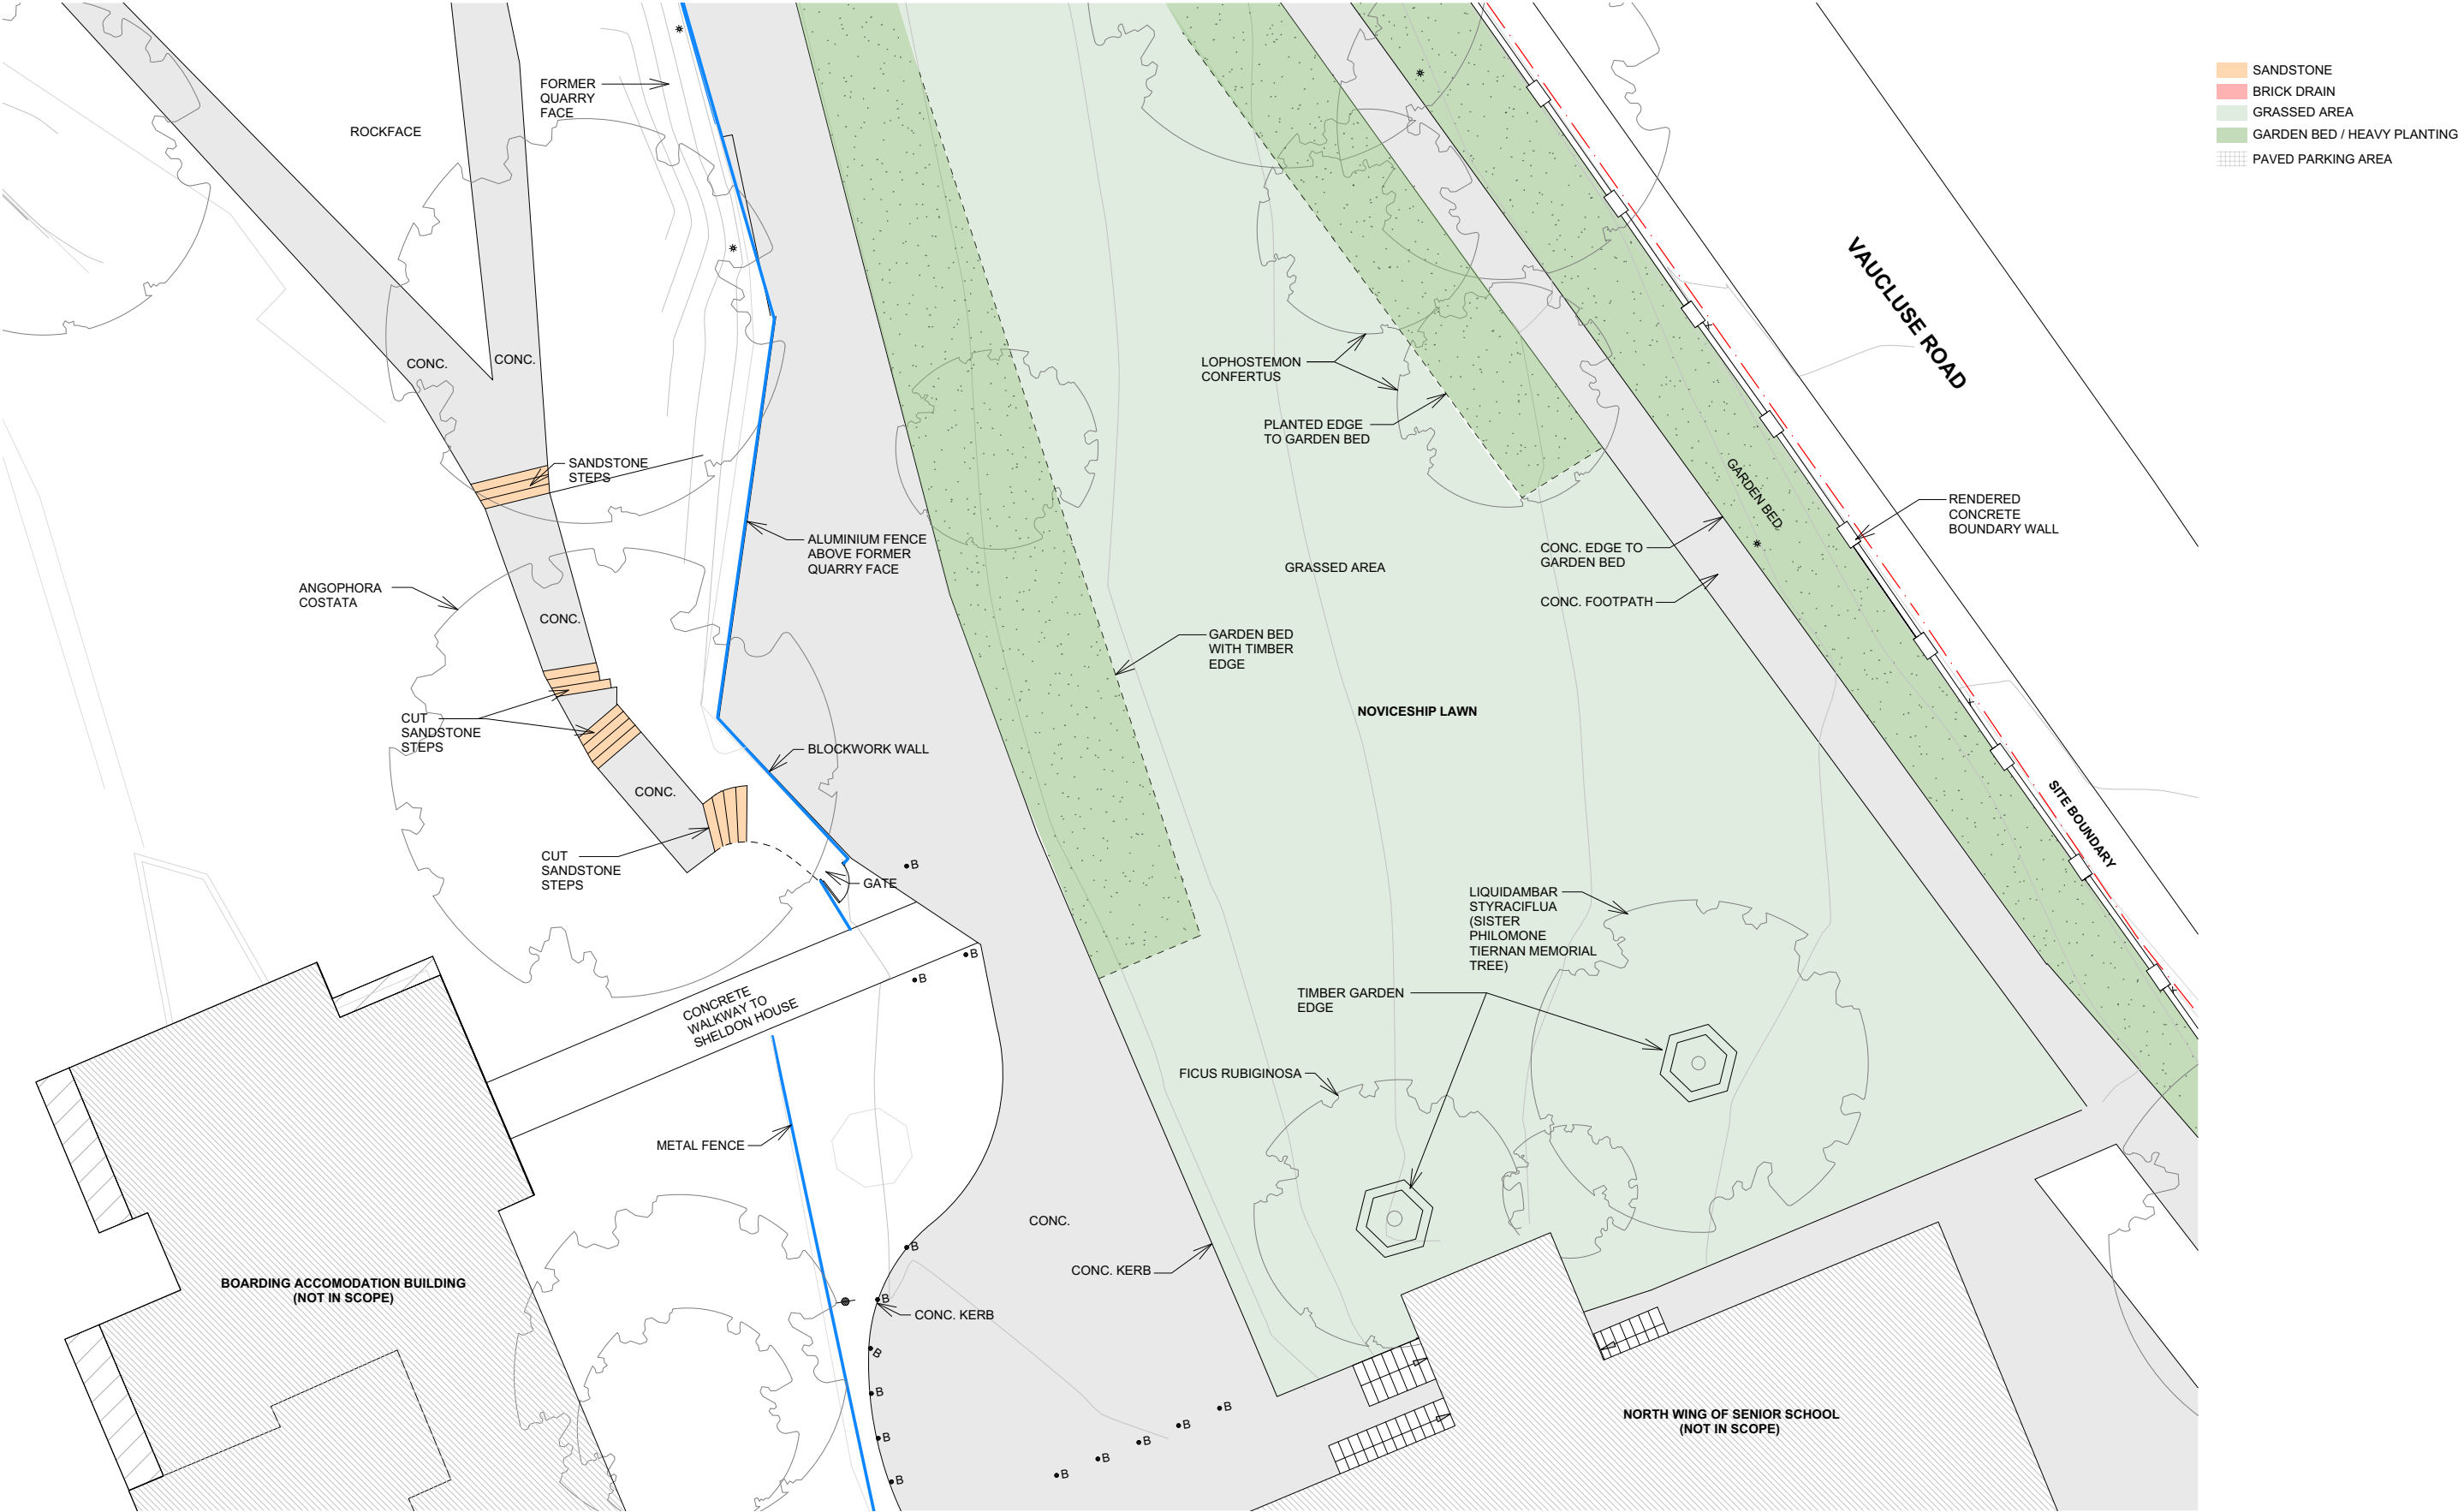 FORMER
QUARRY
FACE
ROCKFACE
SANDSTONE
BRICK DRAIN
GRASSED AREA
GARDEN BED / HEAVY PLANTING
PAVED PARKING AREA
VAUCLUSE ROAD
CONC.
CONC.
LOPHOSTEMON
CONFERTUS
PLANTED EDGE
TO GARDEN BED
SANDSTONE
STEPS
GARDEN BED
RENDERED
CONCRETE
BOUNDARY WALL
ALUMINIUM FENCE
ABOVE FORMER
QUARRY FACE
CONC. EDGE TO
GARDEN BED
GRASSED AREA
CONC. FOOTPATH
ANGOPHORA
COSTATA
CONC.
GARDEN BED
WITH TIMBER
EDGE
NOVICESHIP LAWN
CUT
SANDSTONE
STEPS
BLOCKWORK WALL
CONC.
SITE BOUNDARY
CUT
SANDSTONE
STEPS
GATE
B
LIQUIDAMBAR
STYRACIFLUA
(SISTER
PHILOMONE
TIERNAN MEMORIAL
TREE)
B
B
CONCRETE
WALKWAY TO
SHELDON HOUSE
TIMBER GARDEN
EDGE
FICUS RUBIGINOSA
METAL FENCE
CONC.
B
CONC. KERB
BOARDING ACCOMODATION BUILDING
(NOT IN SCOPE)
B
CONC. KERB
B
B
B
B
B
B
B
B
B
NORTH WING OF SENIOR SCHOOL
(NOT IN SCOPE)